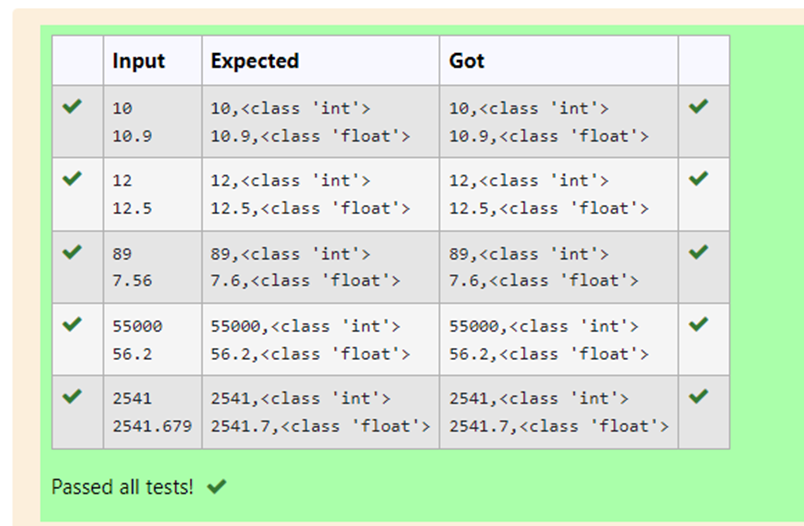 Input Expected Got
10 10,<class 'int'> 10,<class 'int'>
10.9 10.9,<class 'float'> 10.9,<class 'float'>
12 12,<class 'int'> 12,<class 'int'>
12.5 12.5,<class 'float'> 12.5,<class 'float'>
89 89,<class 'int'> 89,<class 'int'>
7.56 7.6,<class 'float'> 7.6,<class 'float'>
55000 55000,<class 'int'> 55000,<class 'int'>
56.2 56.2,<class 'float'> 56.2,<class 'float'>
2541 2541,<class 'int'> 2541,<class 'int'>
2541.679 2541.7,<class 'float'> 2541.7,<class 'float'>
Passed all tests!